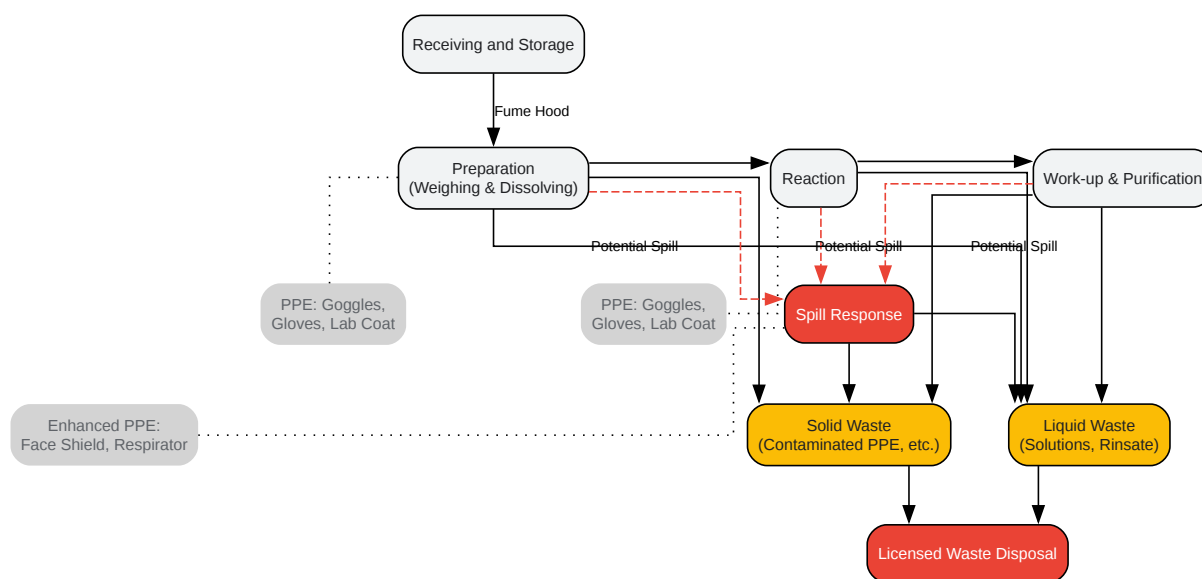 Receiving and Storage
Fume Hood
Preparation
(Weighing & Dissolving)
Reaction
Work-up & Purification
Potential Spill
Potential Spill
Potential Spill
PPE: Goggles,
Gloves, Lab Coat
PPE: Goggles,
Gloves, Lab Coat
Spill Response
Enhanced PPE:
Face Shield, Respirator
Solid Waste
(Contaminated PPE, etc.)
Liquid Waste
(Solutions, Rinsate)
Licensed Waste Disposal